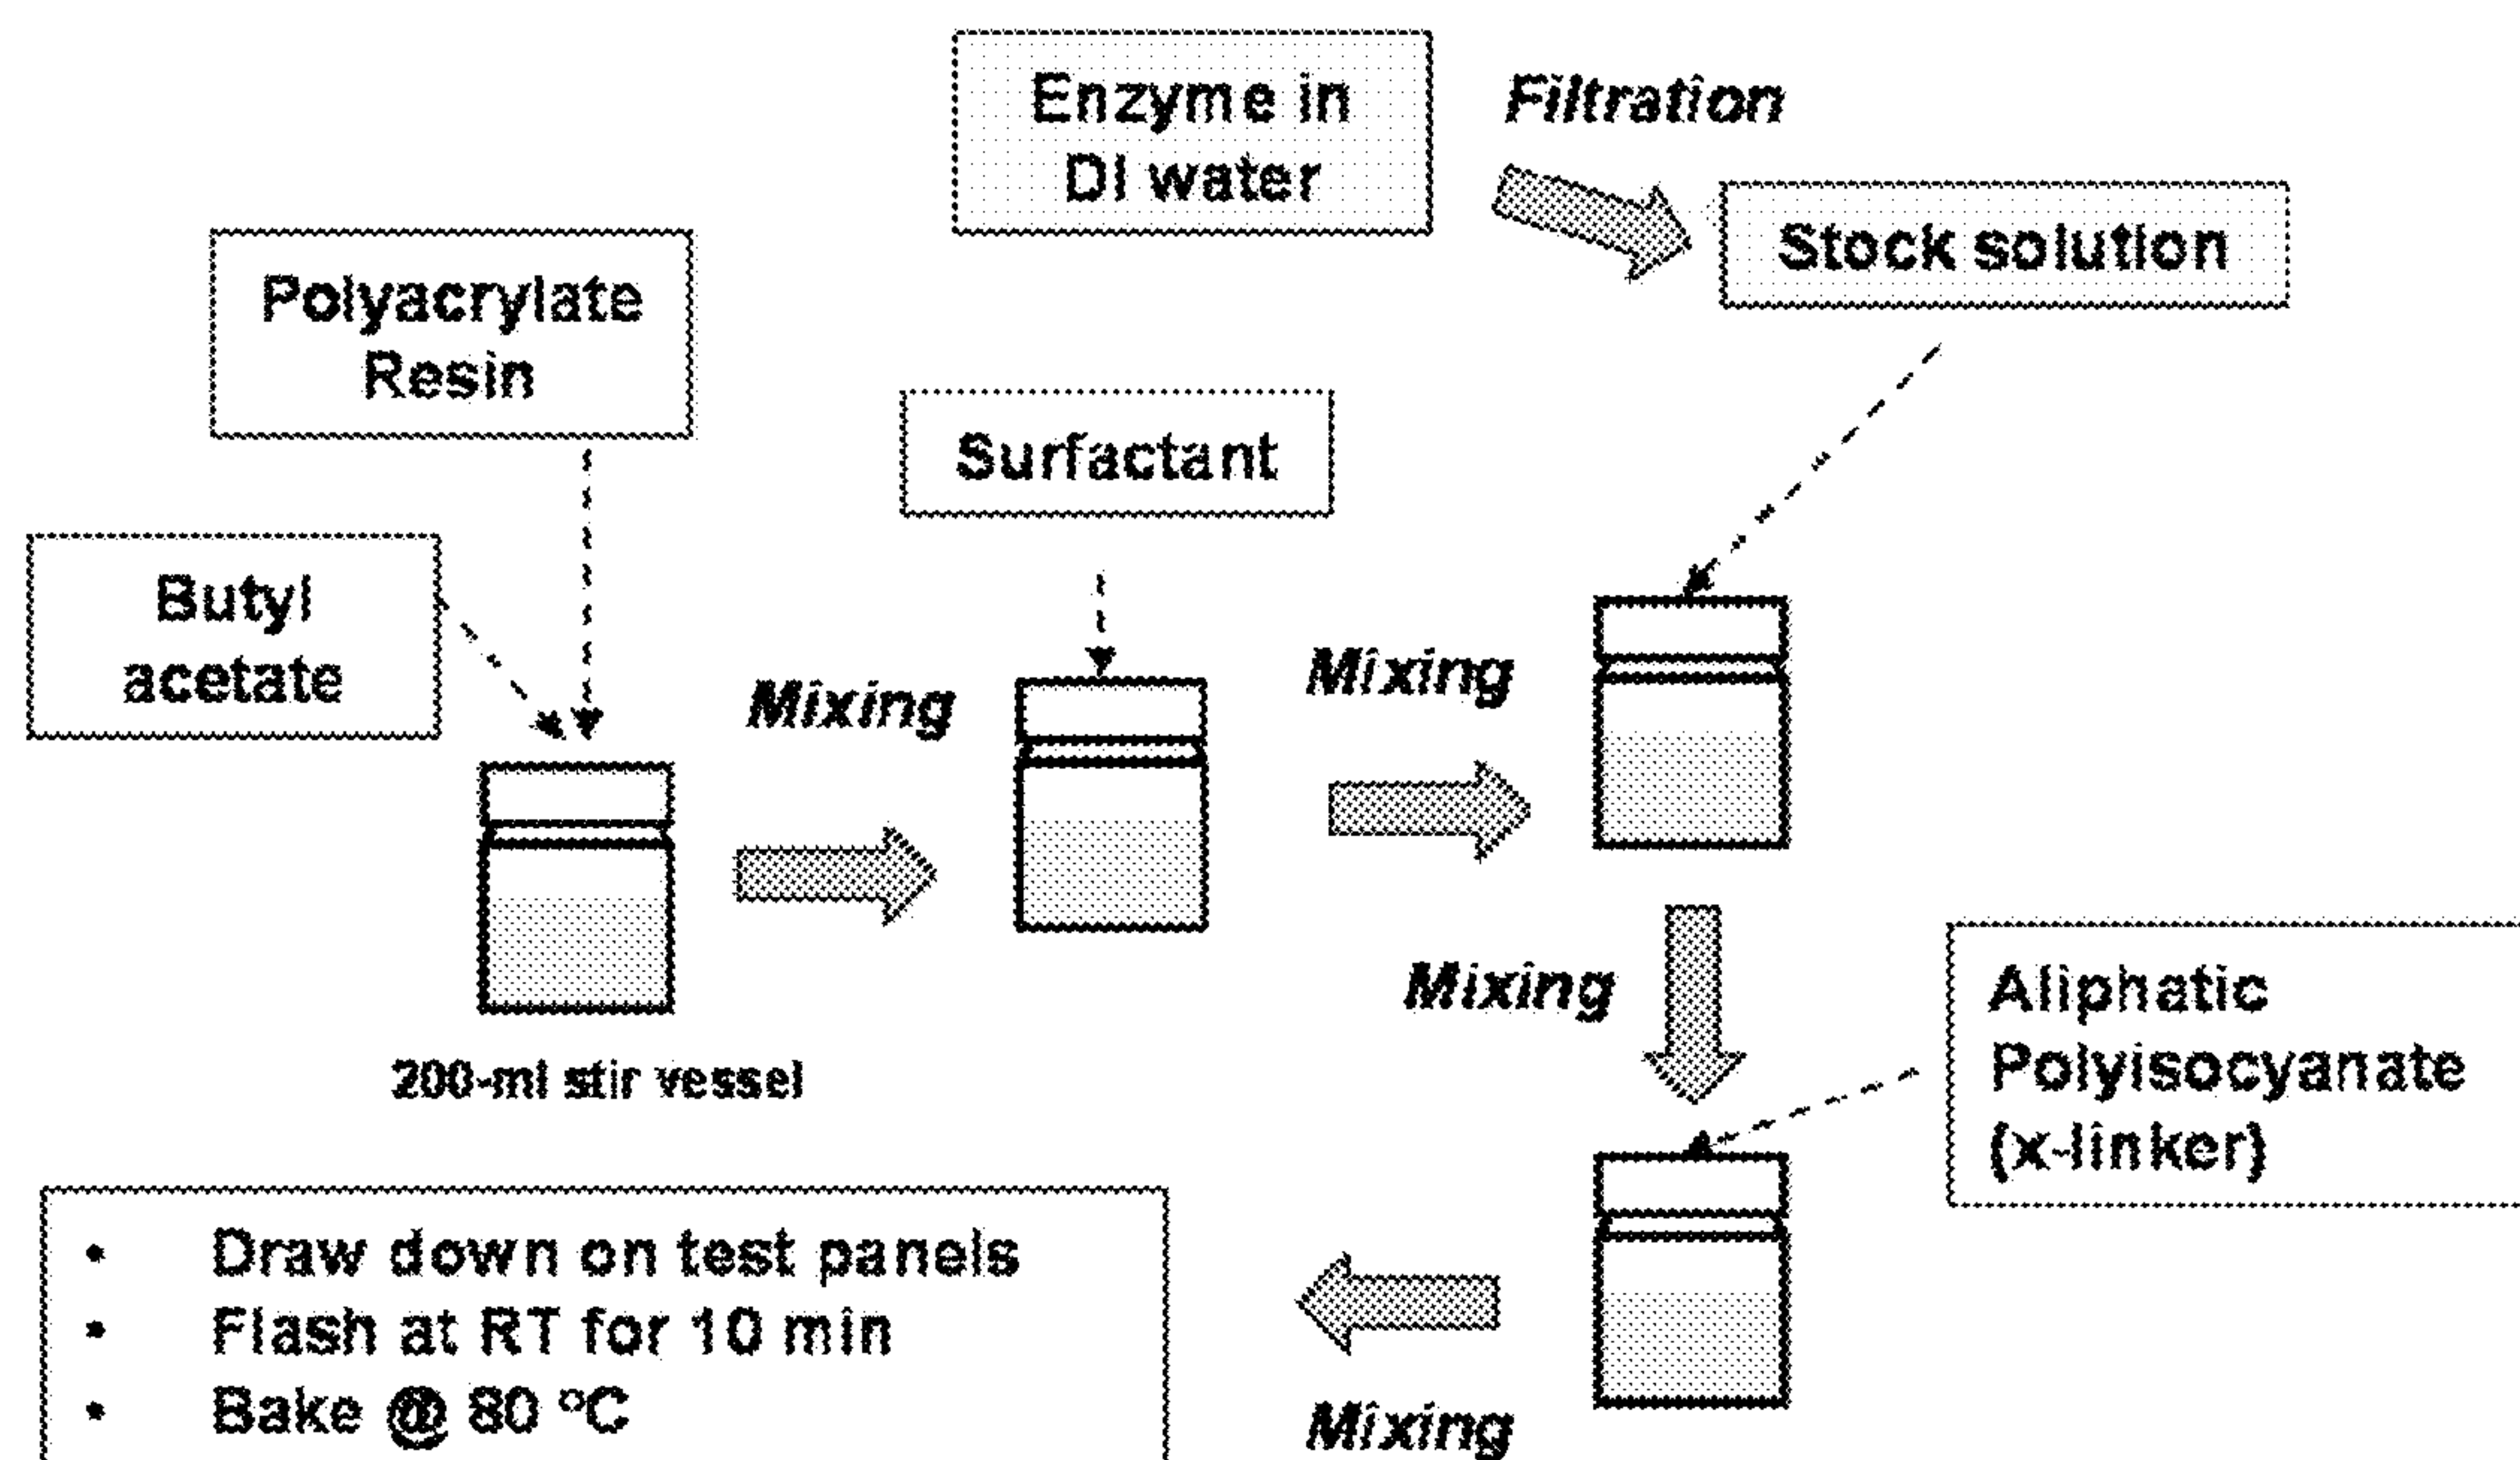 Enzyme in
DI water
Filtration
Stock solution
Polyacrylate
Resin
Surfactant
Butyl
acetate
Mixing
Mixing
200-ml stir vessel
Mixing
Aliphatic
Polyisocyanate
(x-linker)
• Draw down on test panels
• Flash at RT for 10 min
• Bake @ 80 °C
Mixing